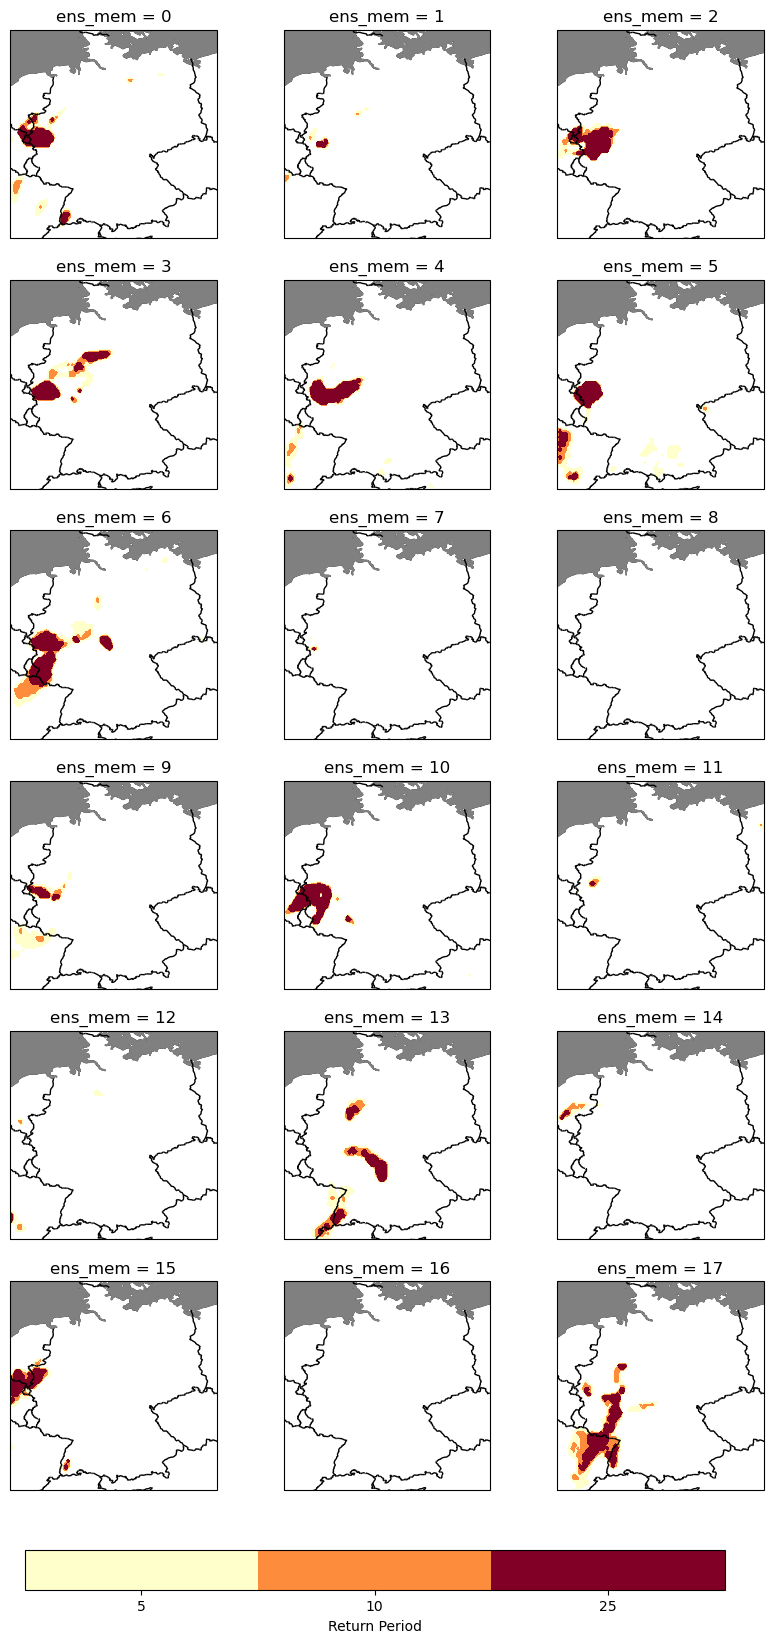 ens_mem = 0
ens_mem = 1
ens_mem = 2
ens_mem = 3
ens_mem = 4
ens_mem = 5
ens_mem = 6
ens_mem = 7
ens_mem = 8
ens_mem = 9
ens_mem = 10
ens_mem = 11
ens_mem = 12
ens_mem = 13
ens_mem = 14
ens_mem = 15
ens_mem = 16
ens_mem = 17
5
10
25
Return Period